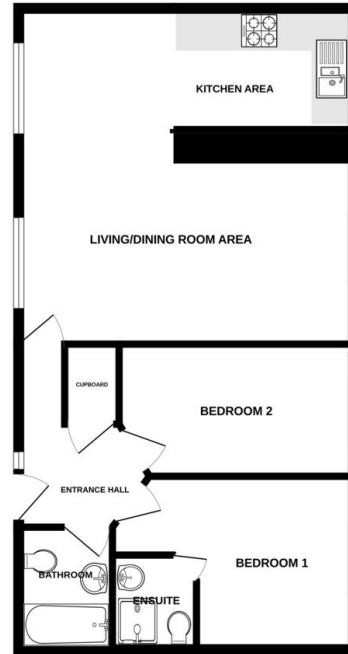 KITCHEN AREA
LIVING/DINING ROOM AREA
CUPBOARD
BEDROOM 2
ENTRANCE HALL
BEDROOM 1
BATHROOM
ENSUITE